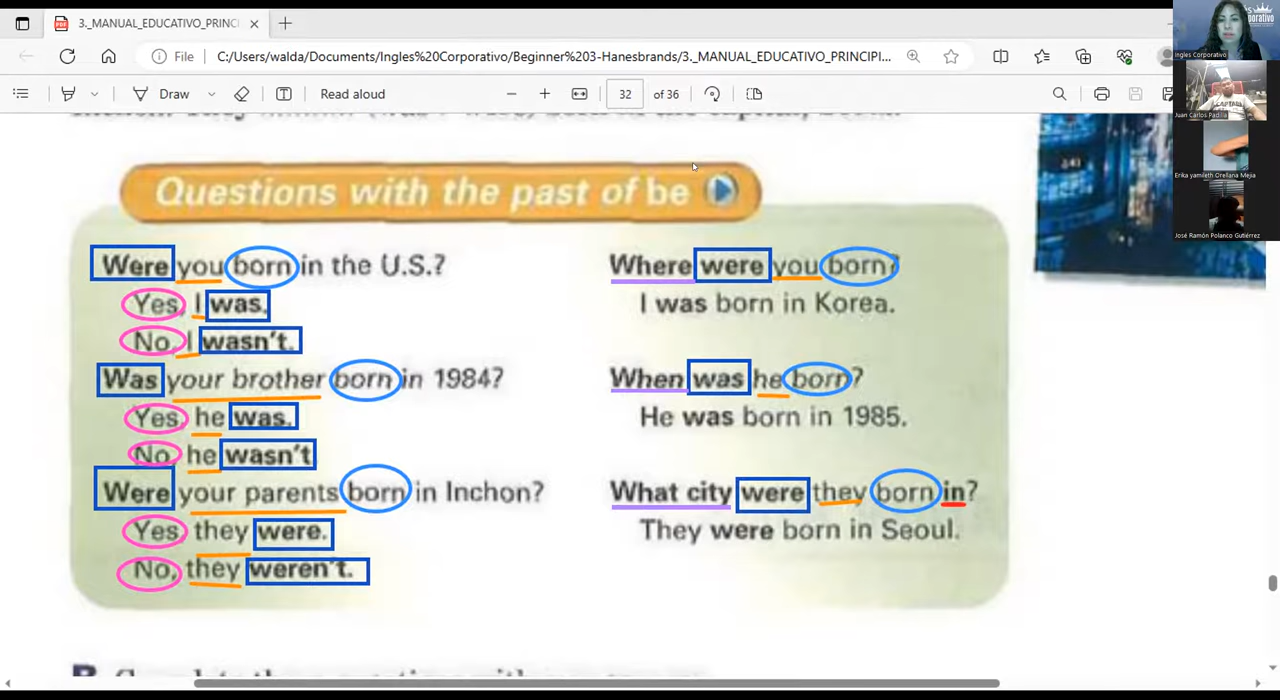 3._MANUAL_EDUCATIVO_PRINCI
File C:/Users/walda/Documents/Ingles%20Corporativo/Beginner%203-Hanesbrands/3._MANUAL_EDUCATIVO_PRINCIPI...
Draw
Read aloud
32 of 36
Questions with the past of be
Were you born in the U.S.?
Yes, I was.
No, I wasn't.
Was your brother born in 1984?
Yes, he was.
No, he wasn't
Were your parents born in Inchon?
Yes they were.
No, they weren't.
Where were you born?
I was born in Korea.
When was he born?
He was born in 1985.
What city were they born in?
They were born in Seoul.
Ingles Corporativo
Juan Carlos Padilla
Erika yamileth Orellana Mejia
José Ramón Polanco Gutiérrez